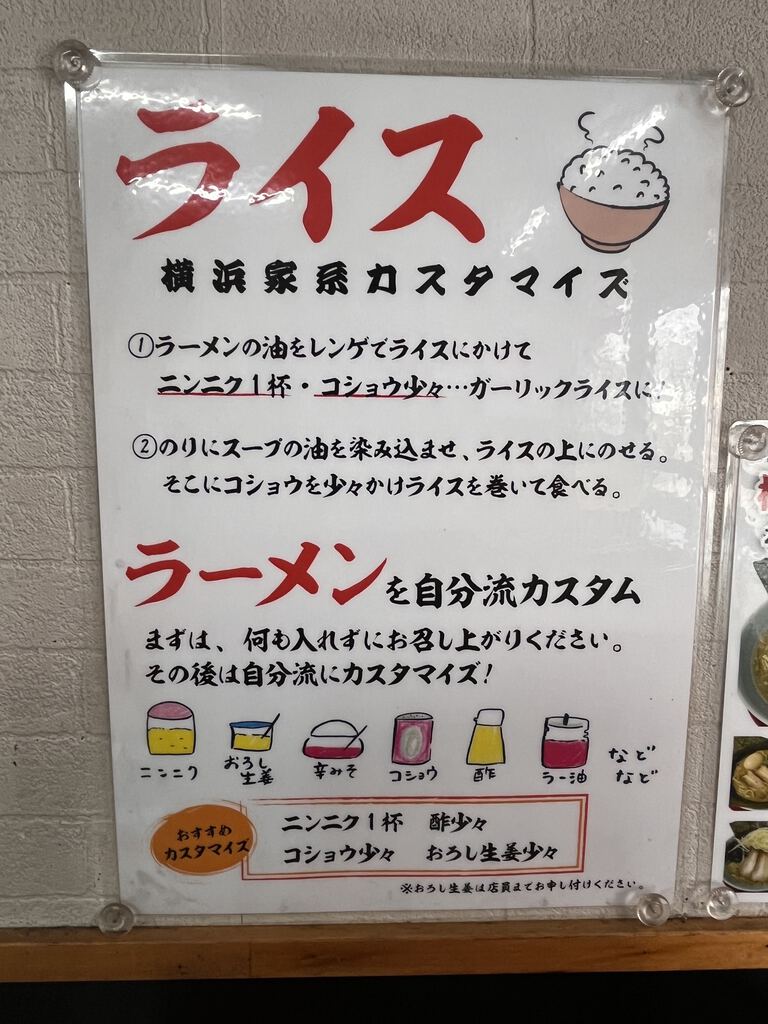 ライス
横浜家系カスタマイズ
①ラーメンの油をレンゲでライスにかけて
ニンニク1杯・コショウ少々…ガーリックライスに!
②のりにスープの油を染み込ませ、ライスの上にのせる。
そこにコショウを少々かけライスを巻いて食べる。
ラーメンを自分流カスタム
まずは、何も入れずにお召し上がりください。
その後は自分流にカスタマイズ!
ニンニク
おろし
生姜
辛みそ
コショウ
酢
ラー油
などなど
おすすめ
カスタマイズ
ニンニク1杯 酢少々
コショウ少々 おろし生姜少々
※おろし生姜は店員までお申し付けください。